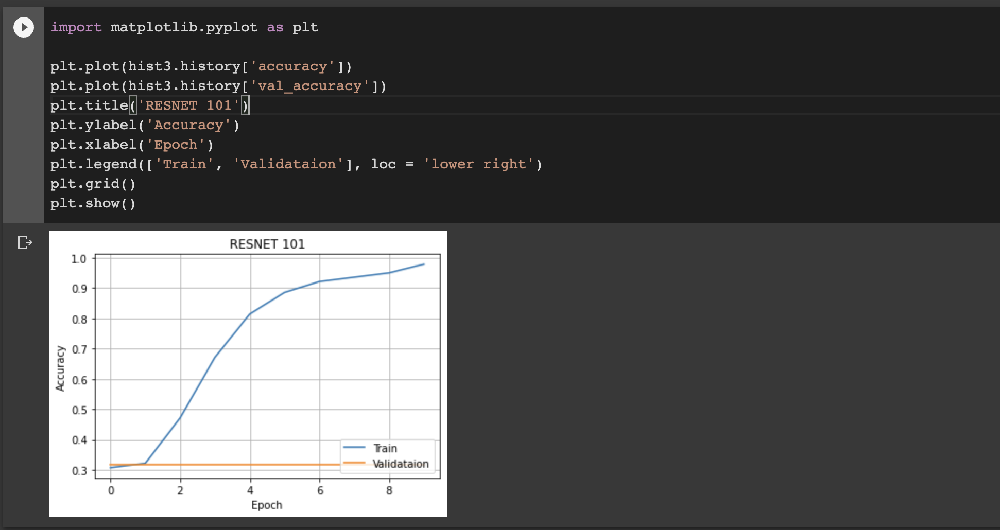 import matplotlib.pyplot as plt
plt.plot(hist3.history['accuracy'])
plt.plot(hist3.history['val_accuracy'])
plt.title('RESNET 101')
plt.ylabel('Accuracy')
plt.xlabel('Epoch')
plt.legend(['Train', 'Validataion'], loc = 'lower right')
plt.grid()
plt.show()
RESNET 101
1.0
0.9
0.8
0.7
0.6
0.5
0.4
0.3
Accuracy
Train
Validataion
0 2 4 6 8
Epoch